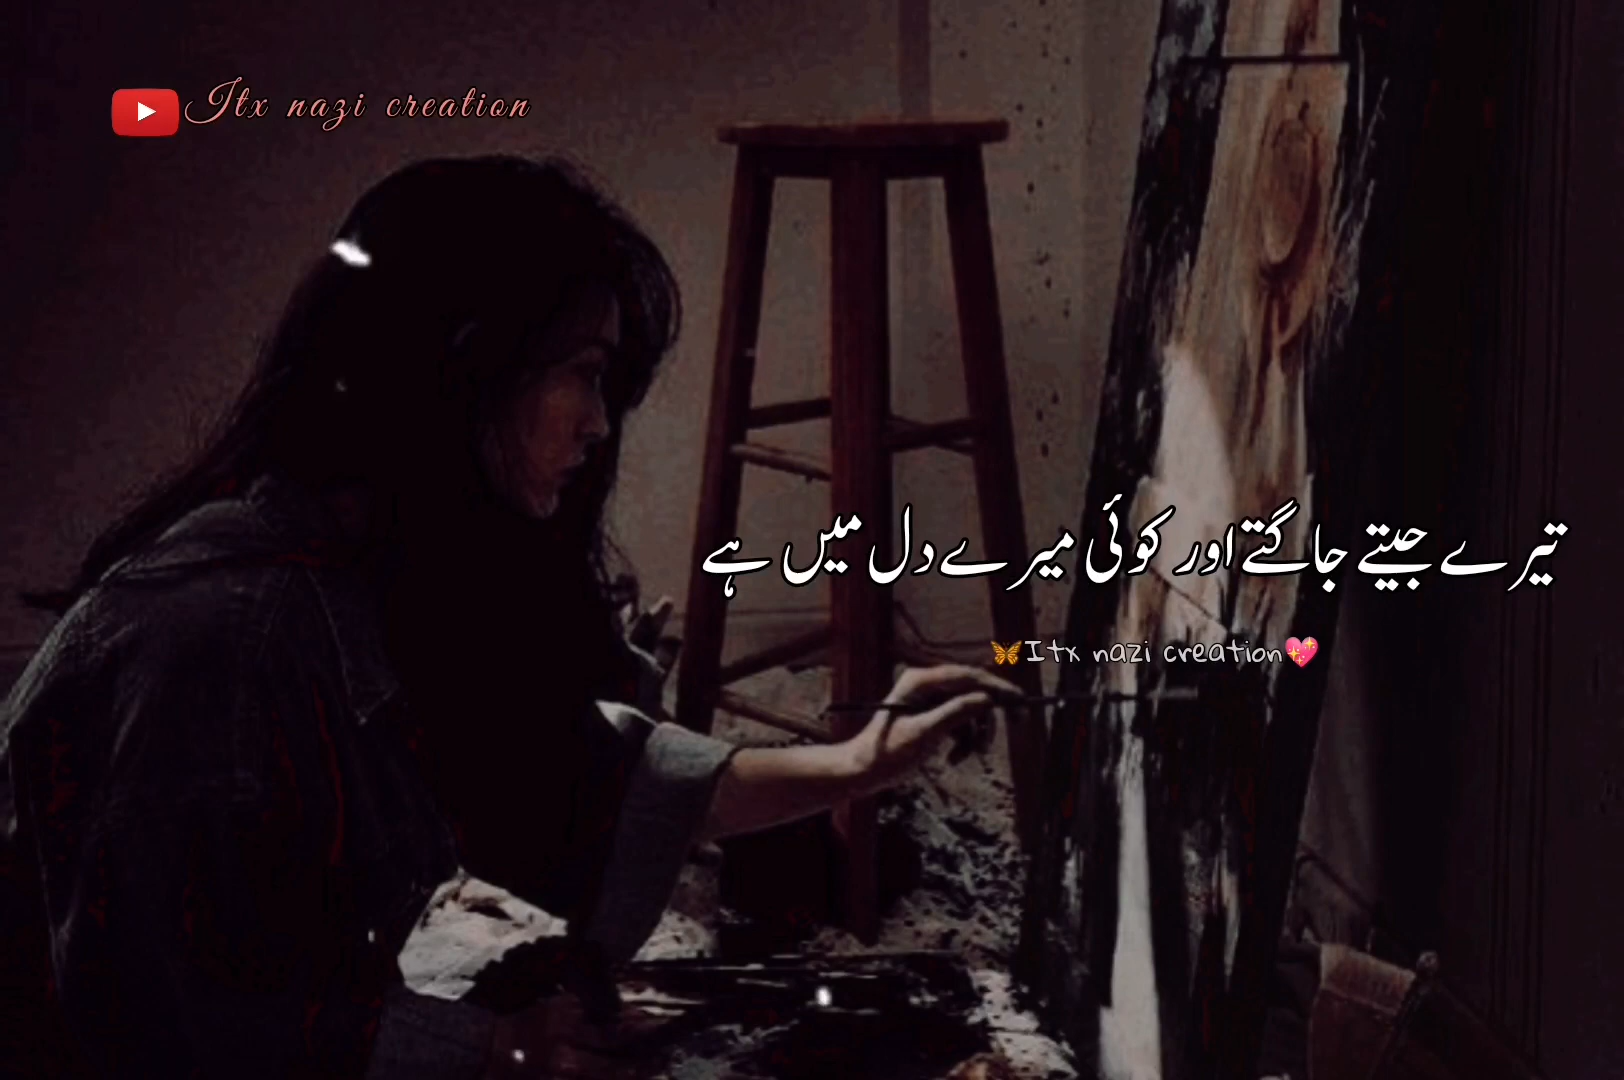 Itx nazi creation
تیرے جیتے جاگتے اور کوئی میرے دل میں ہے
🦋Itx nazi creation💖